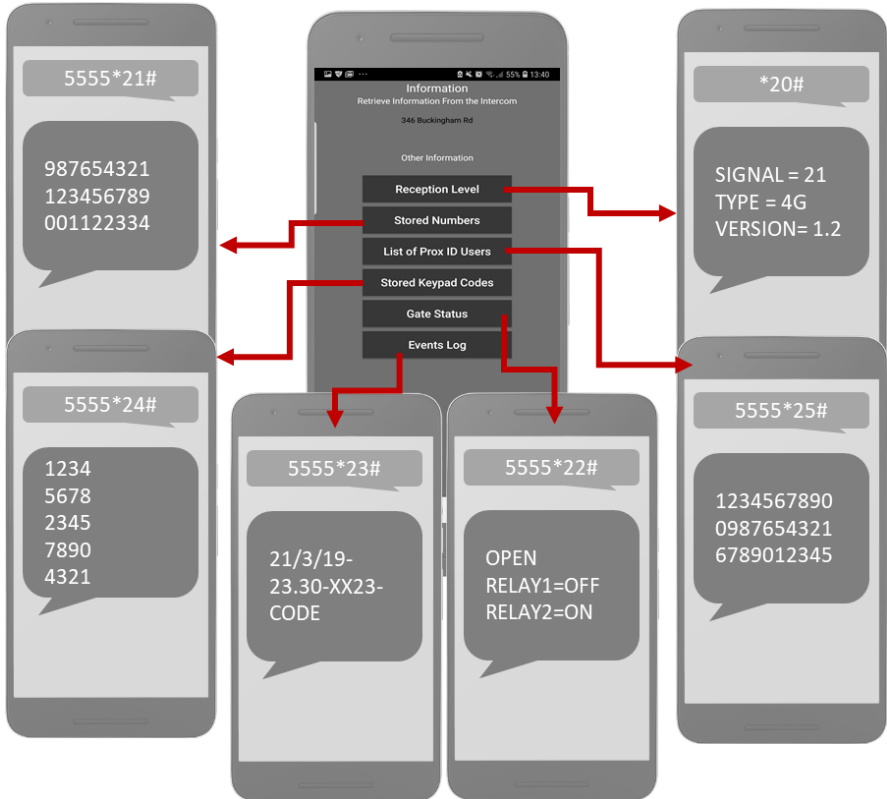 5555*21#
987654321
123456789
001122334
55% 13:40
Information
Retrieve Information From the Intercom
346 Buckingham Rd
Other Information
Reception Level
Stored Numbers
List of Prox ID Users
Stored Keypad Codes
Gate Status
Events Log
*20#
SIGNAL = 21
TYPE = 4G
VERSION= 1.2
5555*24#
1234
5678
2345
7890
4321
5555*23#
21/3/19-
23.30-XX23-
CODE
5555*22#
OPEN
RELAY1=OFF
RELAY2=ON
5555*25#
1234567890
0987654321
6789012345